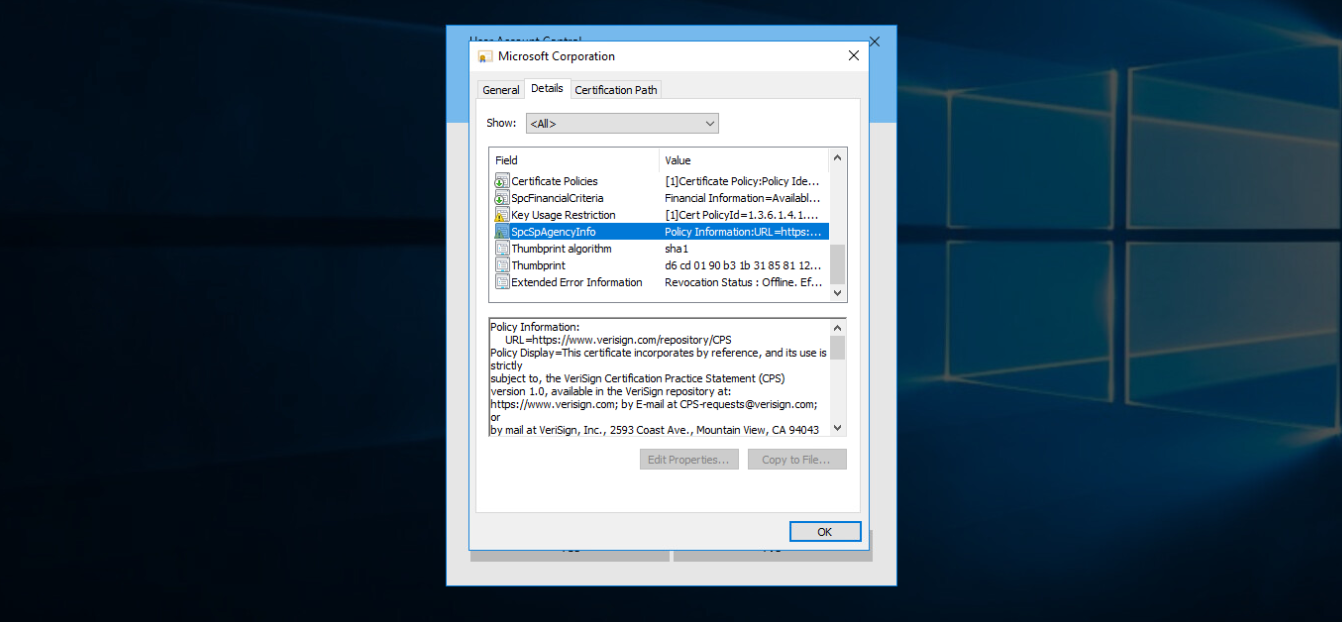 User Account Control
Microsoft Corporation
General Details Certification Path
Show: <All>
Field Value
Certificate Policies [1]Certificate Policy:Policy Ide...
SpcFinancialCriteria Financial Information=Availabl...
Key Usage Restriction [1]Cert PolicyId=1.3.6.1.4.1....
SpcSpAgencyInfo Policy Information:URL=https:...
Thumbprint algorithm sha1
Thumbprint d6 cd 01 90 b3 1b 31 85 81 12...
Extended Error Information Revocation Status : Offline. Ef...
Policy Information:
URL=https://www.verisign.com/repository/CPS
Policy Display=This certificate incorporates by reference, and its use is
strictly
subject to, the VeriSign Certification Practice Statement (CPS)
version 1.0, available in the VeriSign repository at:
https://www.verisign.com; by E-mail at CPS-requests@verisign.com;
or
by mail at VeriSign, Inc., 2593 Coast Ave., Mountain View, CA 94043
Edit Properties... Copy to File...
OK